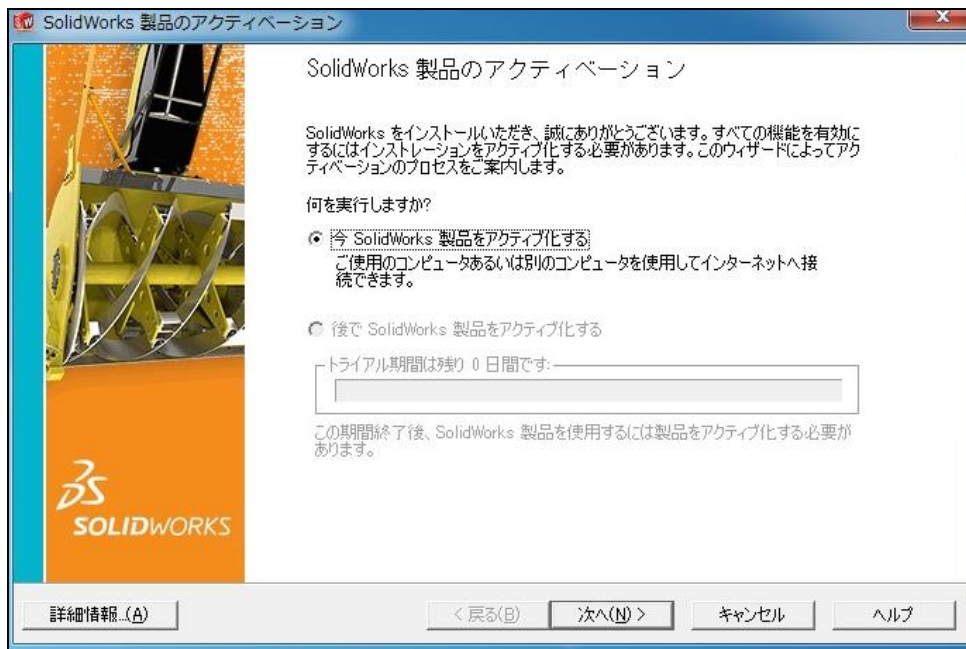 SolidWorks 製品のアクティベーション
SolidWorks 製品のアクティベーション
SolidWorks をインストールいただき、誠にありがとうございます。すべての機能を有効に
するにはインストレーションをアクティブ化する必要があります。このウィザードによってアク
ティベーションのプロセスをご案内します。
何を実行しますか?
今 SolidWorks 製品をアクティブ化する
ご使用のコンピュータあるいは別のコンピュータを使用してインターネットへ接
続できます。
後で SolidWorks 製品をアクティブ化する
トライアル期間は残り 0 日間です:
この期間終了後、SolidWorks 製品を使用するには製品をアクティブ化する必要が
あります。
SOLIDWORKS
詳細情報...(A)
< 戻る(B)
次へ(N) >
キャンセル
ヘルプ